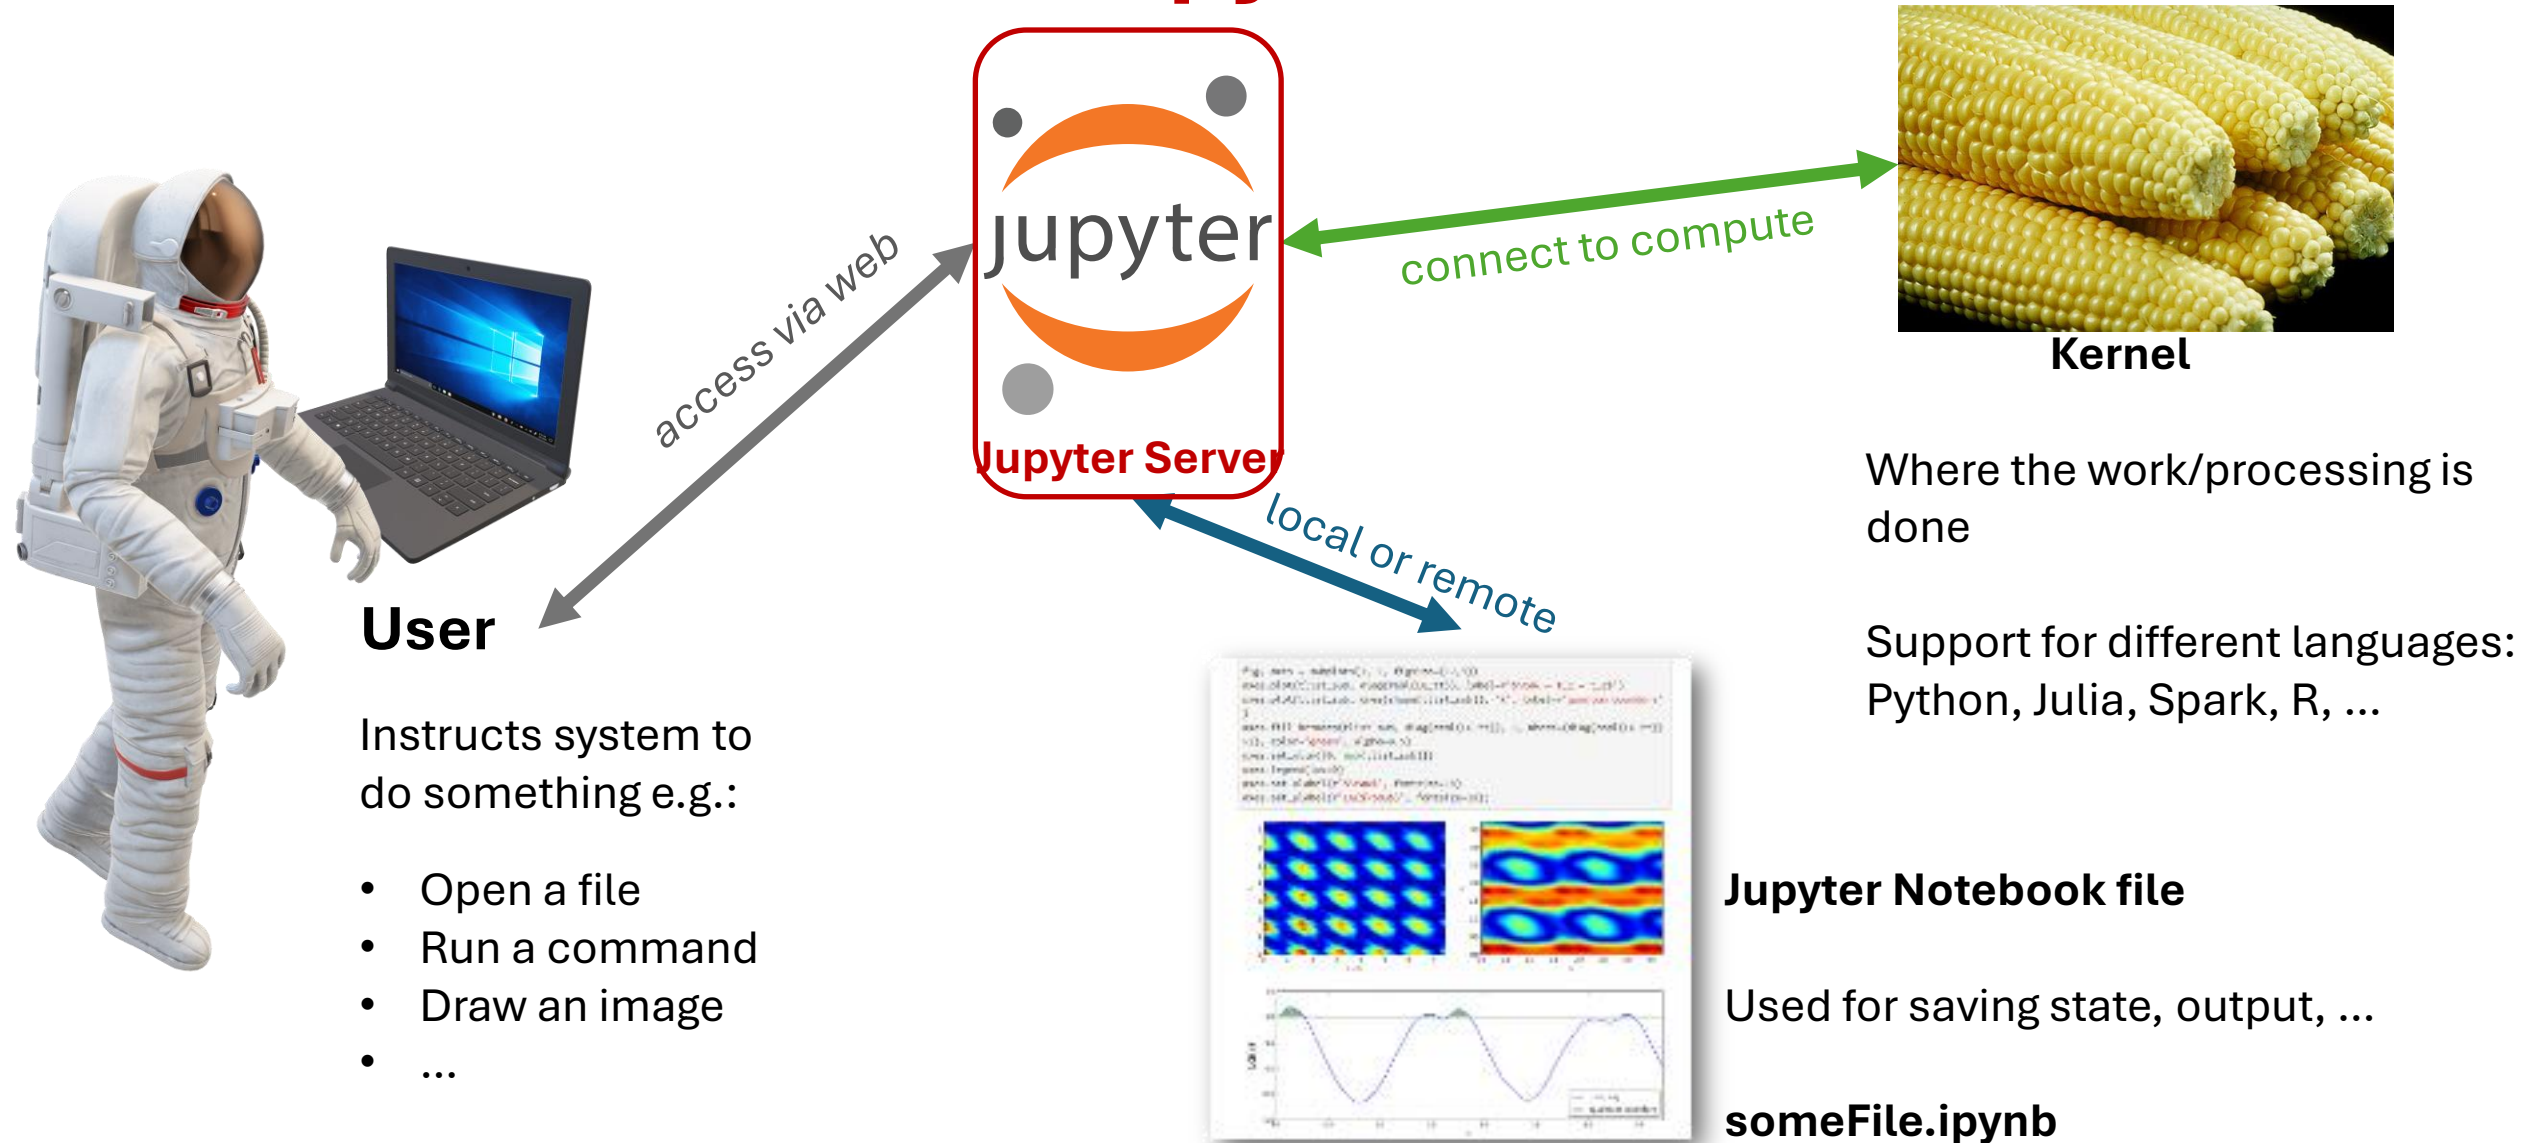 jupyter
Jupyter Server
access via web
connect to compute
local or remote
User
Instructs system to
do something e.g.:
• Open a file
• Run a command
• Draw an image
• ...
Kernel
Where the work/processing is
done
Support for different languages:
Python, Julia, Spark, R, ...
Jupyter Notebook file
Used for saving state, output, ...
someFile.ipynb